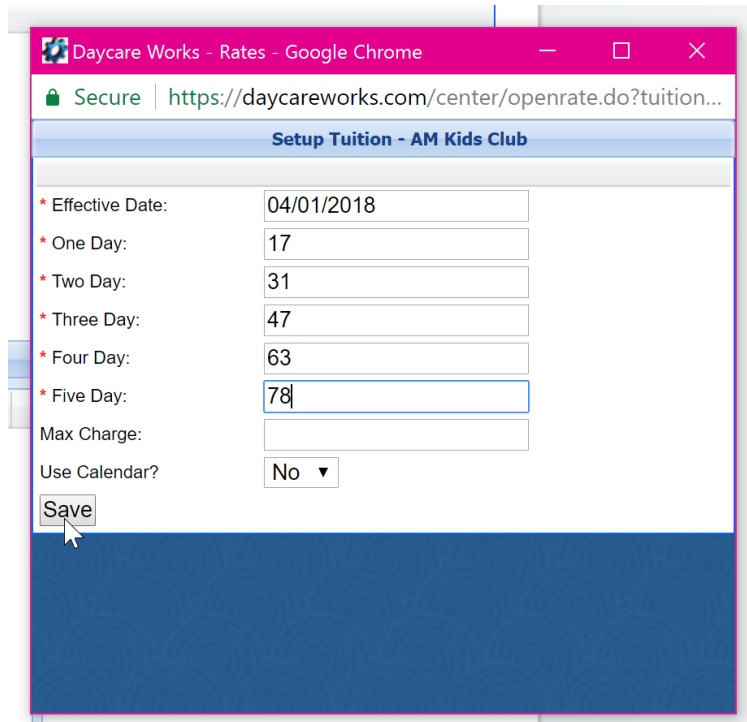 Daycare Works - Rates - Google Chrome
Secure https://daycareworks.com/center/openrate.do?tuition...
Setup Tuition - AM Kids Club
* Effective Date: 04/01/2018
* One Day: 17
* Two Day: 31
* Three Day: 47
* Four Day: 63
* Five Day: 78
Max Charge:
Use Calendar? No
Save